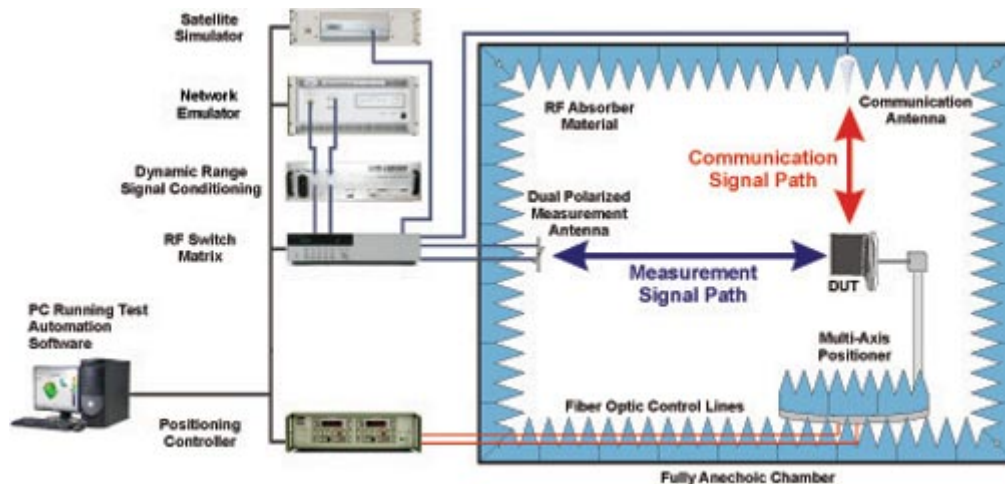 Satellite
Simulator
Network
Emulator
Dynamic Range
Signal Conditioning
RF Switch
Matrix
PC Running Test
Automation
Software
Positioning
Controller
RF Absorber
Material
Communication
Antenna
Communication
Signal Path
Dual Polarized
Measurement
Antenna
Measurement
Signal Path
DUT
Multi-Axis
Positioner
Fiber Optic Control Lines
Fully Anechoic Chamber